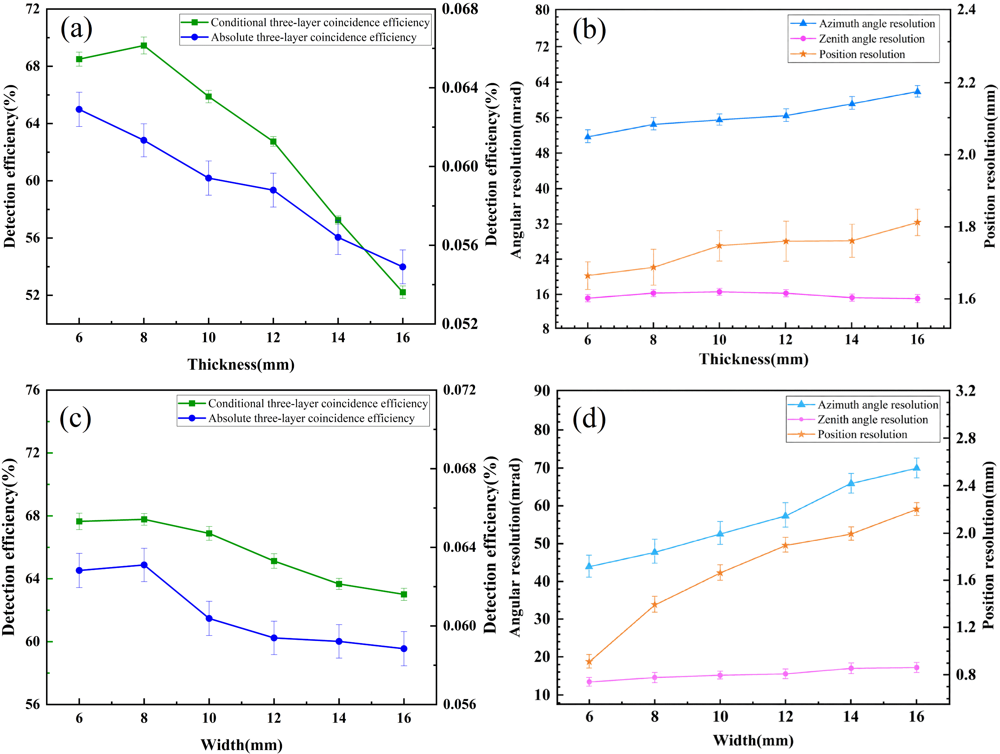 (a)
Conditional three-layer coincidence efficiency
Absolute three-layer coincidence efficiency
Detection efficiency(%)
72
68
64
60
56
52
0.068
0.064
0.060
0.056
0.052
Detection efficiency(%)
6 8 10 12 14 16
Thickness(mm)
(b)
Azimuth angle resolution
Zenith angle resolution
Position resolution
Angular resolution(mrad)
80
72
64
56
48
40
32
24
16
8
2.4
2.2
2.0
1.8
1.6
Position resolution(mm)
6 8 10 12 14 16
Thickness(mm)
(c)
Conditional three-layer coincidence efficiency
Absolute three-layer coincidence efficiency
Detection efficiency(%)
76
72
68
64
60
56
0.072
0.068
0.064
0.060
0.056
Detection efficiency(%)
6 8 10 12 14 16
Width(mm)
(d)
Azimuth angle resolution
Zenith angle resolution
Position resolution
Angular resolution(mrad)
90
80
70
60
50
40
30
20
10
3.2
2.8
2.4
2.0
1.6
1.2
0.8
Position resolution(mm)
6 8 10 12 14 16
Width(mm)